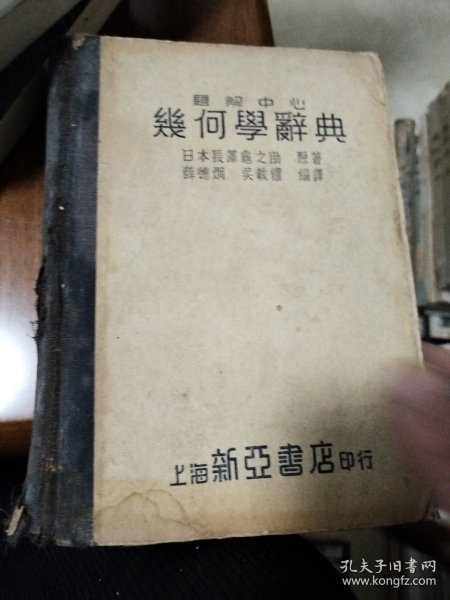 題解中心
幾何學辭典
日本長澤龜之助 原著
薛德炯 吳載耀 編譯
上海新亞書店印行
孔夫子旧书网
www.kongfz.com